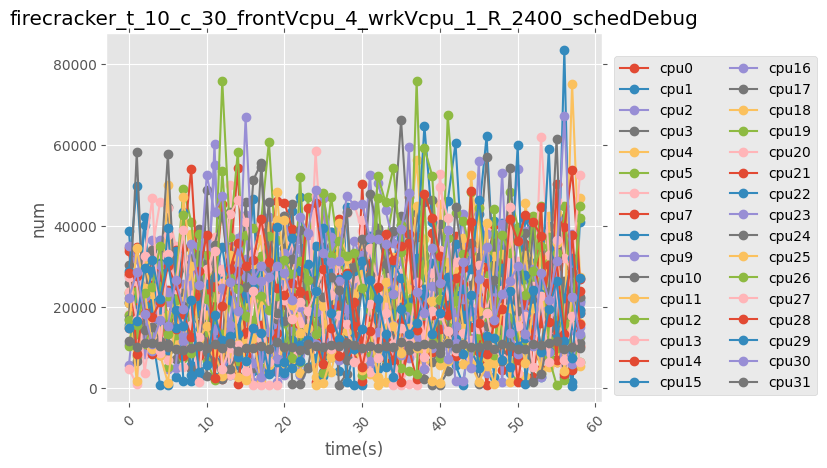 firecracker_t_10_c_30_frontVcpu_4_wrkVcpu_1_R_2400_schedDebug
num
80000
60000
40000
20000
0
0
10
20
30
40
50
60
time(s)
cpu0
cpu1
cpu2
cpu3
cpu4
cpu5
cpu6
cpu7
cpu8
cpu9
cpu10
cpu11
cpu12
cpu13
cpu14
cpu15
cpu16
cpu17
cpu18
cpu19
cpu20
cpu21
cpu22
cpu23
cpu24
cpu25
cpu26
cpu27
cpu28
cpu29
cpu30
cpu31